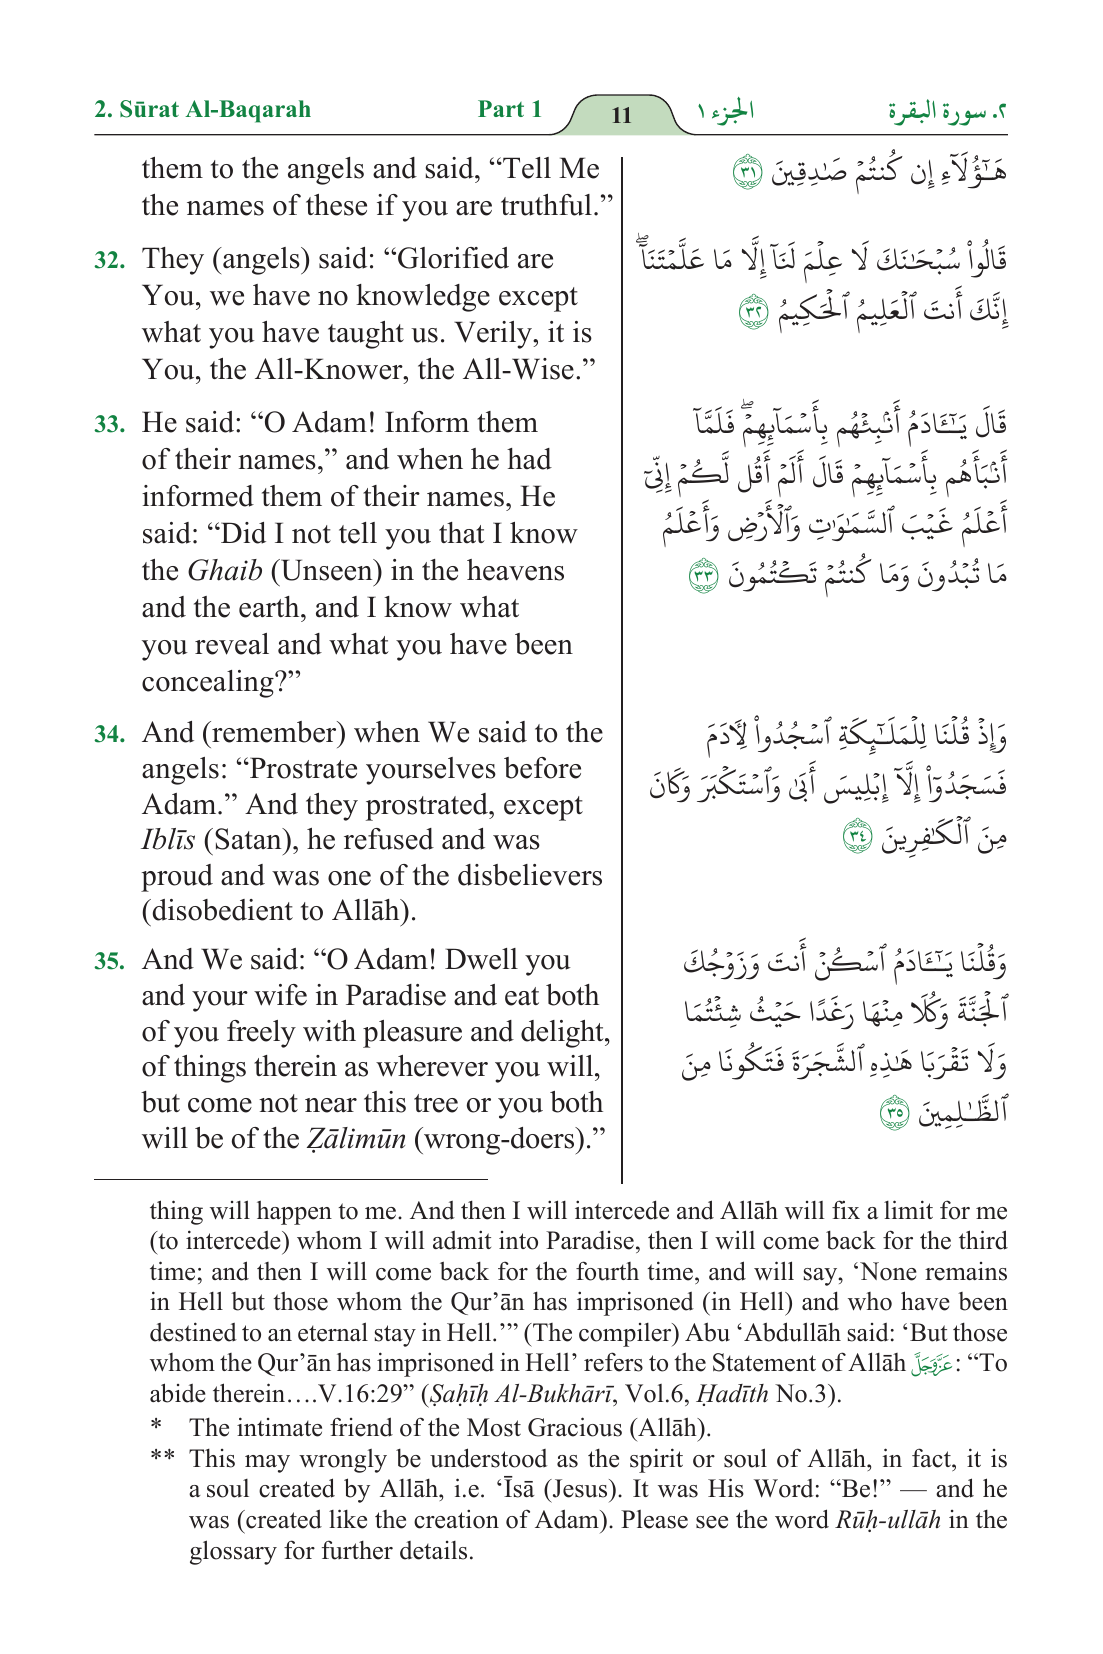 2. Sūrat Al-Baqarah Part 1 11 الجزء ١ ٢. سورة البقرة
them to the angels and said, “Tell Me
the names of these if you are truthful.”
32. They (angels) said: “Glorified are
You, we have no knowledge except
what you have taught us. Verily, it is
You, the All-Knower, the All-Wise.”
33. He said: “O Adam! Inform them
of their names,” and when he had
informed them of their names, He
said: “Did I not tell you that I know
the Ghaib (Unseen) in the heavens
and the earth, and I know what
you reveal and what you have been
concealing?”
34. And (remember) when We said to the
angels: “Prostrate yourselves before
Adam.” And they prostrated, except
Iblīs (Satan), he refused and was
proud and was one of the disbelievers
(disobedient to Allāh).
35. And We said: “O Adam! Dwell you
and your wife in Paradise and eat both
of you freely with pleasure and delight,
of things therein as wherever you will,
but come not near this tree or you both
will be of the Ẓālimūn (wrong-doers).”
هَـٰٓؤُلَآءِ إِن كُنتُمۡ صَـٰدِقِينَ ٣١
قَالُواْ سُبۡحَـٰنَكَ لَا عِلۡمَ لَنَآ إِلَّا مَا عَلَّمۡتَنَآۖ
إِنَّكَ أَنتَ ٱلۡعَلِيمُ ٱلۡحَكِيمُ ٣٢
قَالَ يَـٰٓـَٔادَمُ أَنۢبِئۡهُم بِأَسۡمَآئِهِمۡۖ فَلَمَّآ
أَنۢبَأَهُم بِأَسۡمَآئِهِمۡ قَالَ أَلَمۡ أَقُل لَّكُمۡ إِنِّيٓ
أَعۡلَمُ غَيۡبَ ٱلسَّمَـٰوَٰتِ وَٱلۡأَرۡضِ وَأَعۡلَمُ
مَا تُبۡدُونَ وَمَا كُنتُمۡ تَكۡتُمُونَ ٣٣
وَإِذۡ قُلۡنَا لِلۡمَلَـٰٓئِكَةِ ٱسۡجُدُواْ لِأٓدَمَ
فَسَجَدُوٓاْ إِلَّآ إِبۡلِيسَ أَبَىٰ وَٱسۡتَكۡبَرَ وَكَانَ
مِنَ ٱلۡكَـٰفِرِينَ ٣٤
وَقُلۡنَا يَـٰٓـَٔادَمُ ٱسۡكُنۡ أَنتَ وَزَوۡجُكَ
ٱلۡجَنَّةَ وَكُلَا مِنۡهَا رَغَدًا حَيۡثُ شِئۡتُمَا
وَلَا تَقۡرَبَا هَـٰذِهِ ٱلشَّجَرَةَ فَتَكُونَا مِنَ
ٱلظَّـٰلِمِينَ ٣٥
thing will happen to me. And then I will intercede and Allāh will fix a limit for me
(to intercede) whom I will admit into Paradise, then I will come back for the third
time; and then I will come back for the fourth time, and will say, ‘None remains
in Hell but those whom the Qur’ān has imprisoned (in Hell) and who have been
destined to an eternal stay in Hell.’” (The compiler) Abu ‘Abdullāh said: ‘But those
whom the Qur’ān has imprisoned in Hell’ refers to the Statement of Allāh عَزَّوَجَلَّ: “To
abide therein….V.16:29” (Ṣaḥīḥ Al-Bukhārī, Vol.6, Ḥadīth No.3).
* The intimate friend of the Most Gracious (Allāh).
** This may wrongly be understood as the spirit or soul of Allāh, in fact, it is
a soul created by Allāh, i.e. ‘Īsā (Jesus). It was His Word: “Be!” — and he
was (created like the creation of Adam). Please see the word Rūḥ-ullāh in the
glossary for further details.